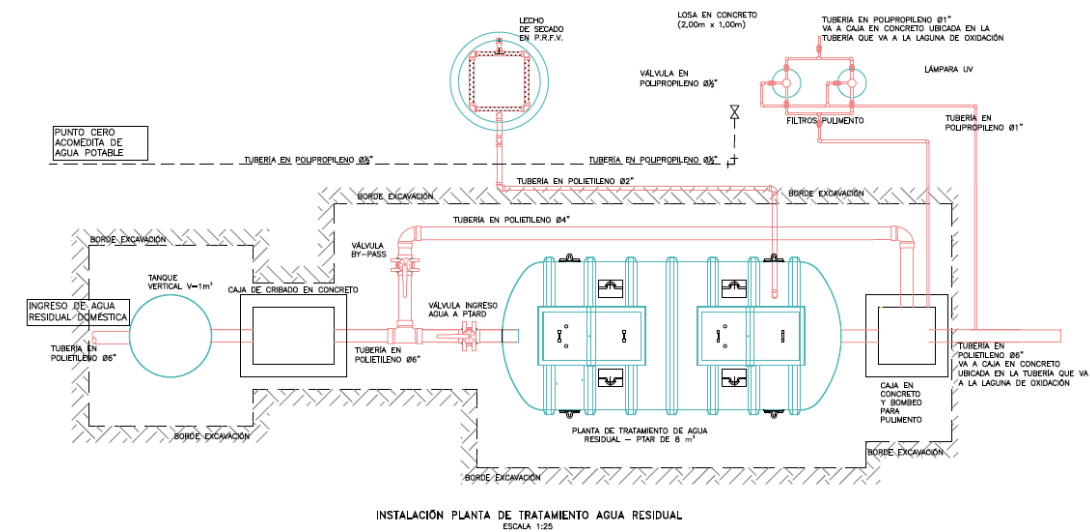 LECHO
DE SECADO
EN P.R.F.V.
LOSA EN CONCRETO
(2,00m x 1,00m)
TUBERÍA EN POLIPROPILENO Ø1"
VA A CAJA EN CONCRETO UBICADA EN LA
TUBERÍA QUE VA A LA LAGUNA DE OXIDACIÓN
VÁLVULA EN
POLIPROPILENO Ø½"
LÁMPARA UV
FILTROS PULIMENTO
TUBERÍA EN
POLIPROPILENO Ø1"
PUNTO CERO
ACOMEDITA DE
AGUA POTABLE
TUBERÍA EN POLIPROPILENO Ø½"
TUBERÍA EN POLIPROPILENO Ø½"
TUBERÍA EN POLIETILENO Ø2"
BORDE EXCAVACIÓN
BORDE EXCAVACIÓN
TUBERÍA EN POLIETILENO Ø4"
BORDE EXCAVACIÓN
VÁLVULA
BY-PASS
TANQUE
VERTICAL V=1m³
CAJA DE CRIBADO EN CONCRETO
INGRESO DE AGUA
RESIDUAL DOMÉSTICA
VÁLVULA INGRESO
AGUA A PTARD
TUBERÍA EN
POLIETILENO Ø6"
TUBERÍA EN
POLIETILENO Ø6"
TUBERÍA EN
POLIETILENO Ø6"
VA A CAJA EN CONCRETO
UBICADA EN LA TUBERÍA QUE VA
A LA LAGUNA DE OXIDACIÓN
CAJA EN
CONCRETO
Y BOMBEO
PARA
PULIMENTO
BORDE EXCAVACIÓN
PLANTA DE TRATAMIENTO DE AGUA
RESIDUAL - PTAR DE 8 m³
BORDE EXCAVACIÓN
BORDE EXCAVACIÓN
BORDE EXCAVACIÓN
INSTALACIÓN PLANTA DE TRATAMIENTO AGUA RESIDUAL
ESCALA 1:25